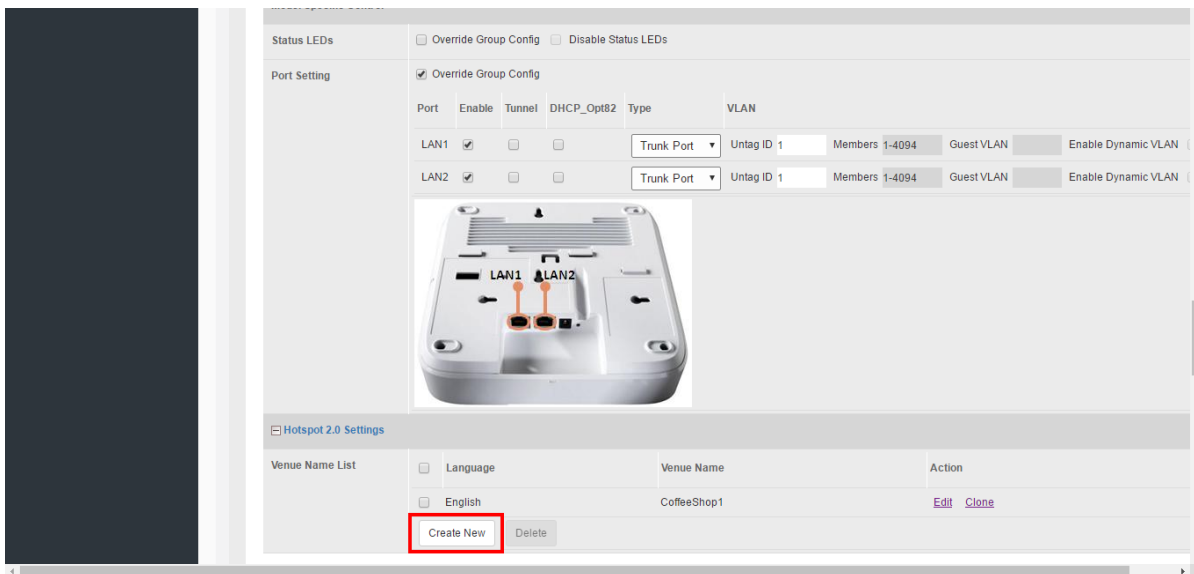 Model Specific Control
Status LEDs Override Group Config Disable Status LEDs
Port Setting Override Group Config
Port Enable Tunnel DHCP_Opt82 Type VLAN
LAN1 Trunk Port Untag ID 1 Members 1-4094 Guest VLAN Enable Dynamic VLAN
LAN2 Trunk Port Untag ID 1 Members 1-4094 Guest VLAN Enable Dynamic VLAN
LAN1 LAN2
Hotspot 2.0 Settings
Venue Name List Language Venue Name Action
English CoffeeShop1 Edit Clone
Create New Delete